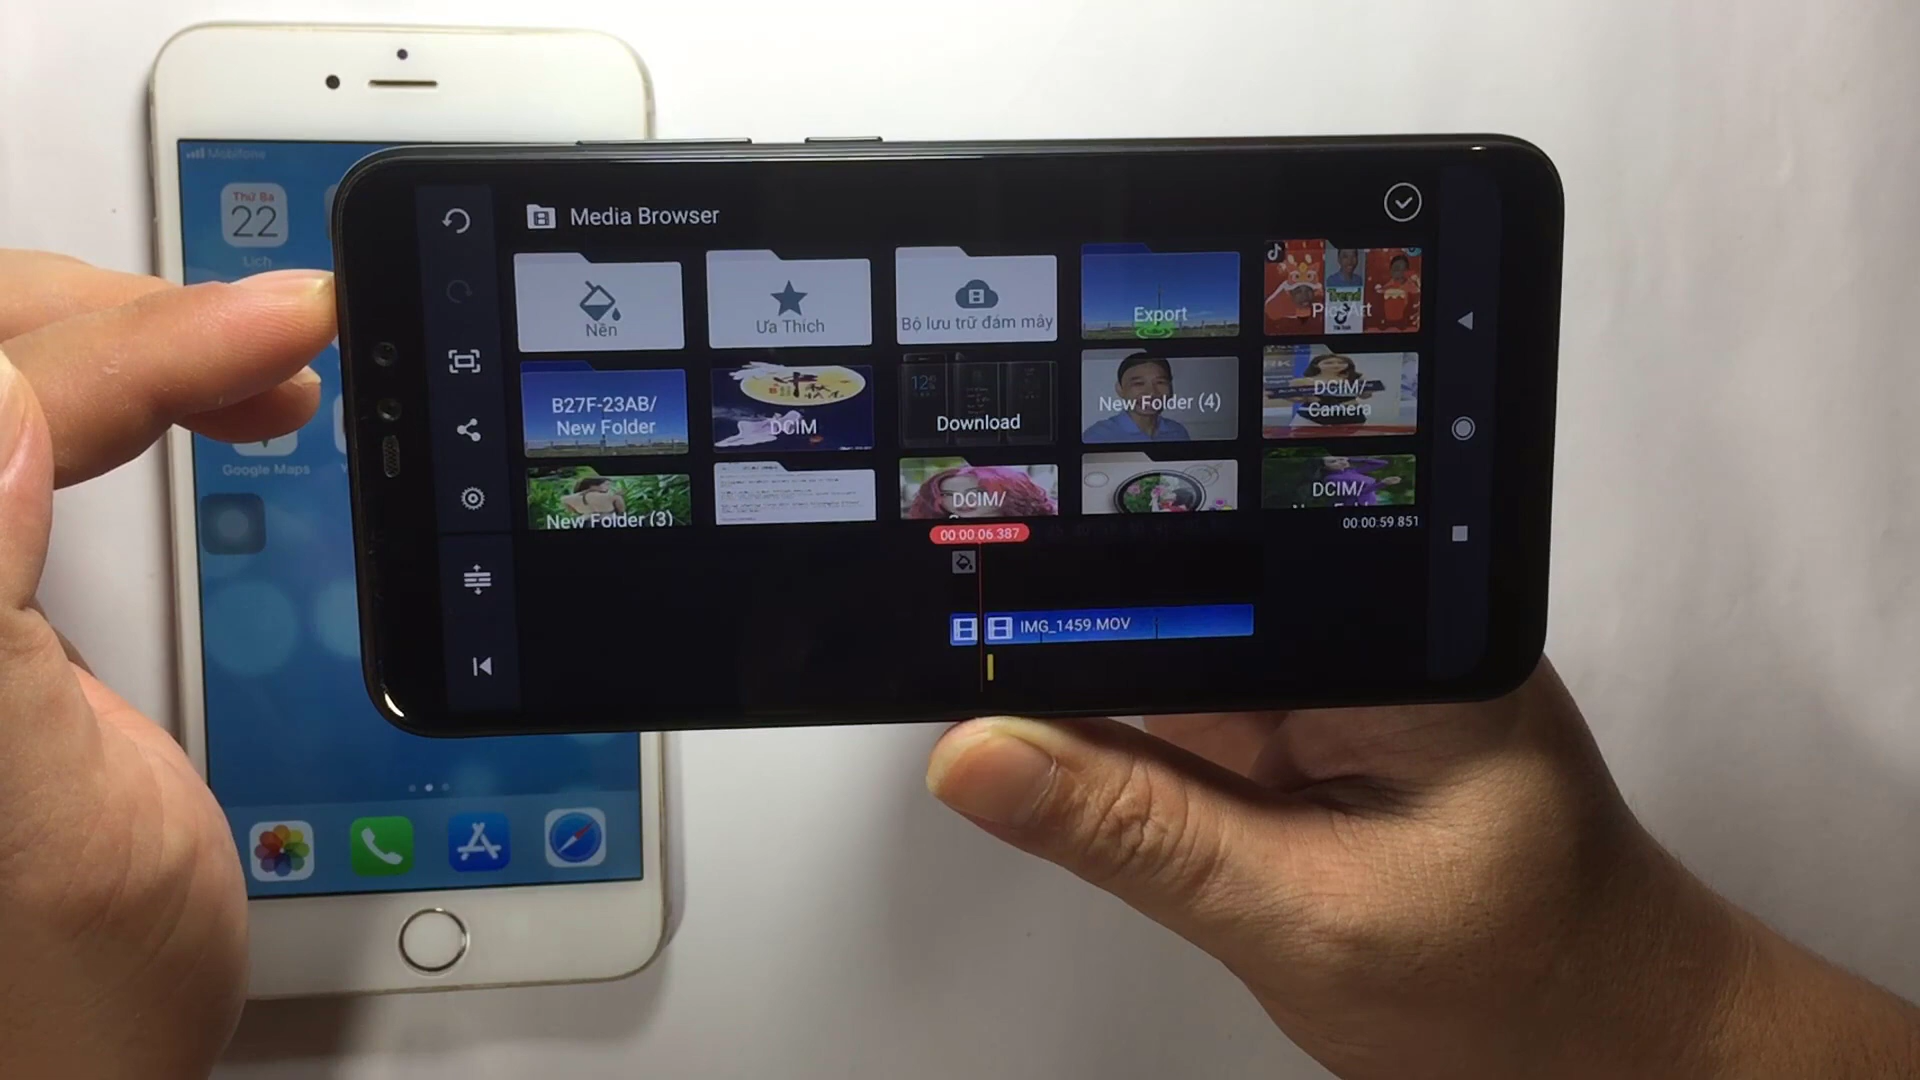 Mobifone
Thứ Ba
22
Lịch
Google Maps
Media Browser
Nền
Ưa Thích
Bộ lưu trữ đám mây
Export
PicsArt
B27F-23AB/
New Folder
DCIM
Download
New Folder (4)
DCIM/
Camera
New Folder (3)
DCIM/
DCIM/
00:00:06.387
00:00:59.851
IMG_1459.MOV